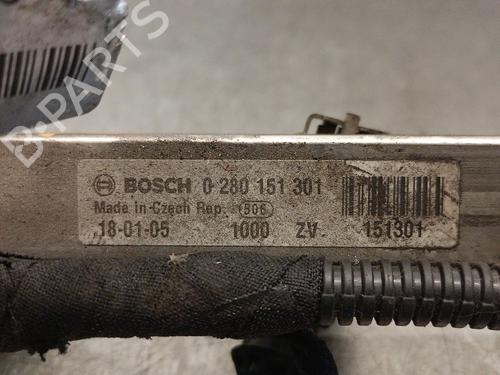 BOSCH 0 280 151 301
Made in Czech Rep. 506
18-01-05 1000 ZV 151301
B-PARTS